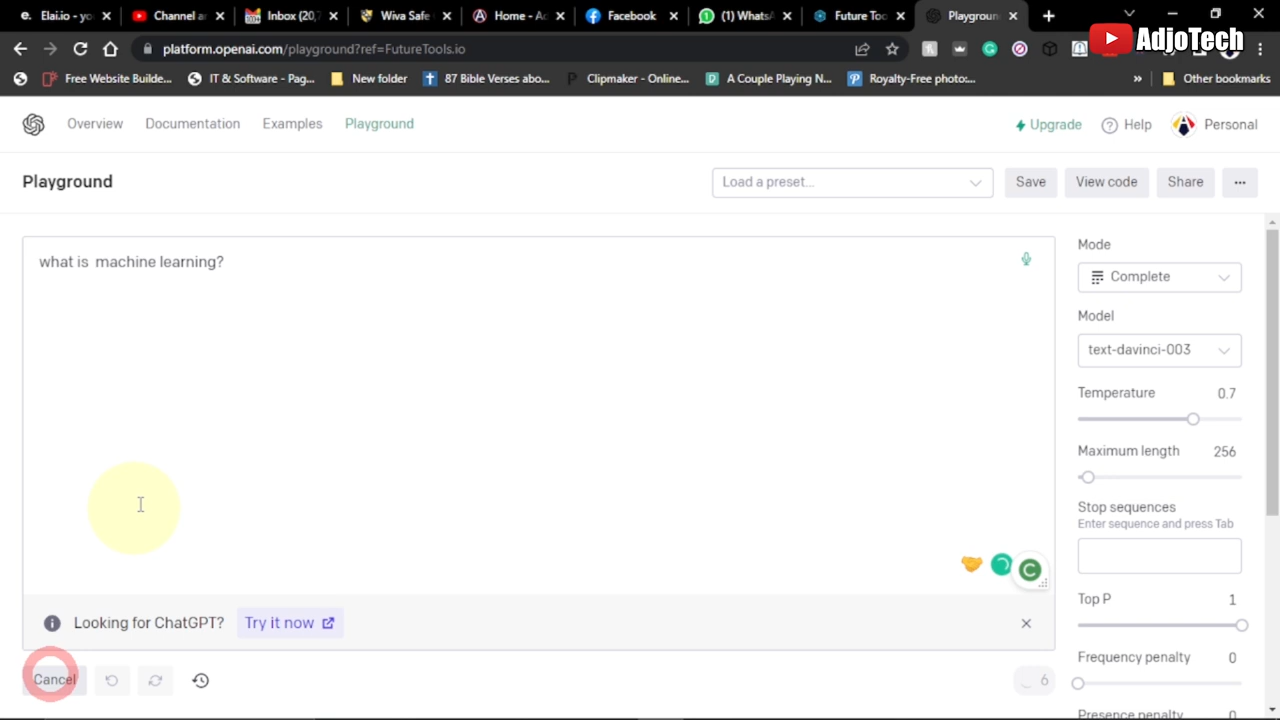 Elai.io
Channel a
Inbox (20,7
Wiva Safe
Home - A
Facebook
(1) Whats
Future Too
Playground
AdjoTech
platform.openai.com/playground?ref=FutureTools.io
Free Website Builde...
IT & Software - Pag...
New folder
87 Bible Verses abo...
Clipmaker - Online...
A Couple Playing N...
Royalty-Free photo:...
»
Other bookmarks
Overview
Documentation
Examples
Playground
Upgrade
Help
Personal
Playground
Load a preset...
Save
View code
Share
...
what is  machine learning?
Mode
Complete
Model
text-davinci-003
Temperature 0.7
Maximum length 256
Stop sequences
Enter sequence and press Tab
Looking for ChatGPT? Try it now
Top P 1
Frequency penalty 0
Cancel
6
Presence penalty 0